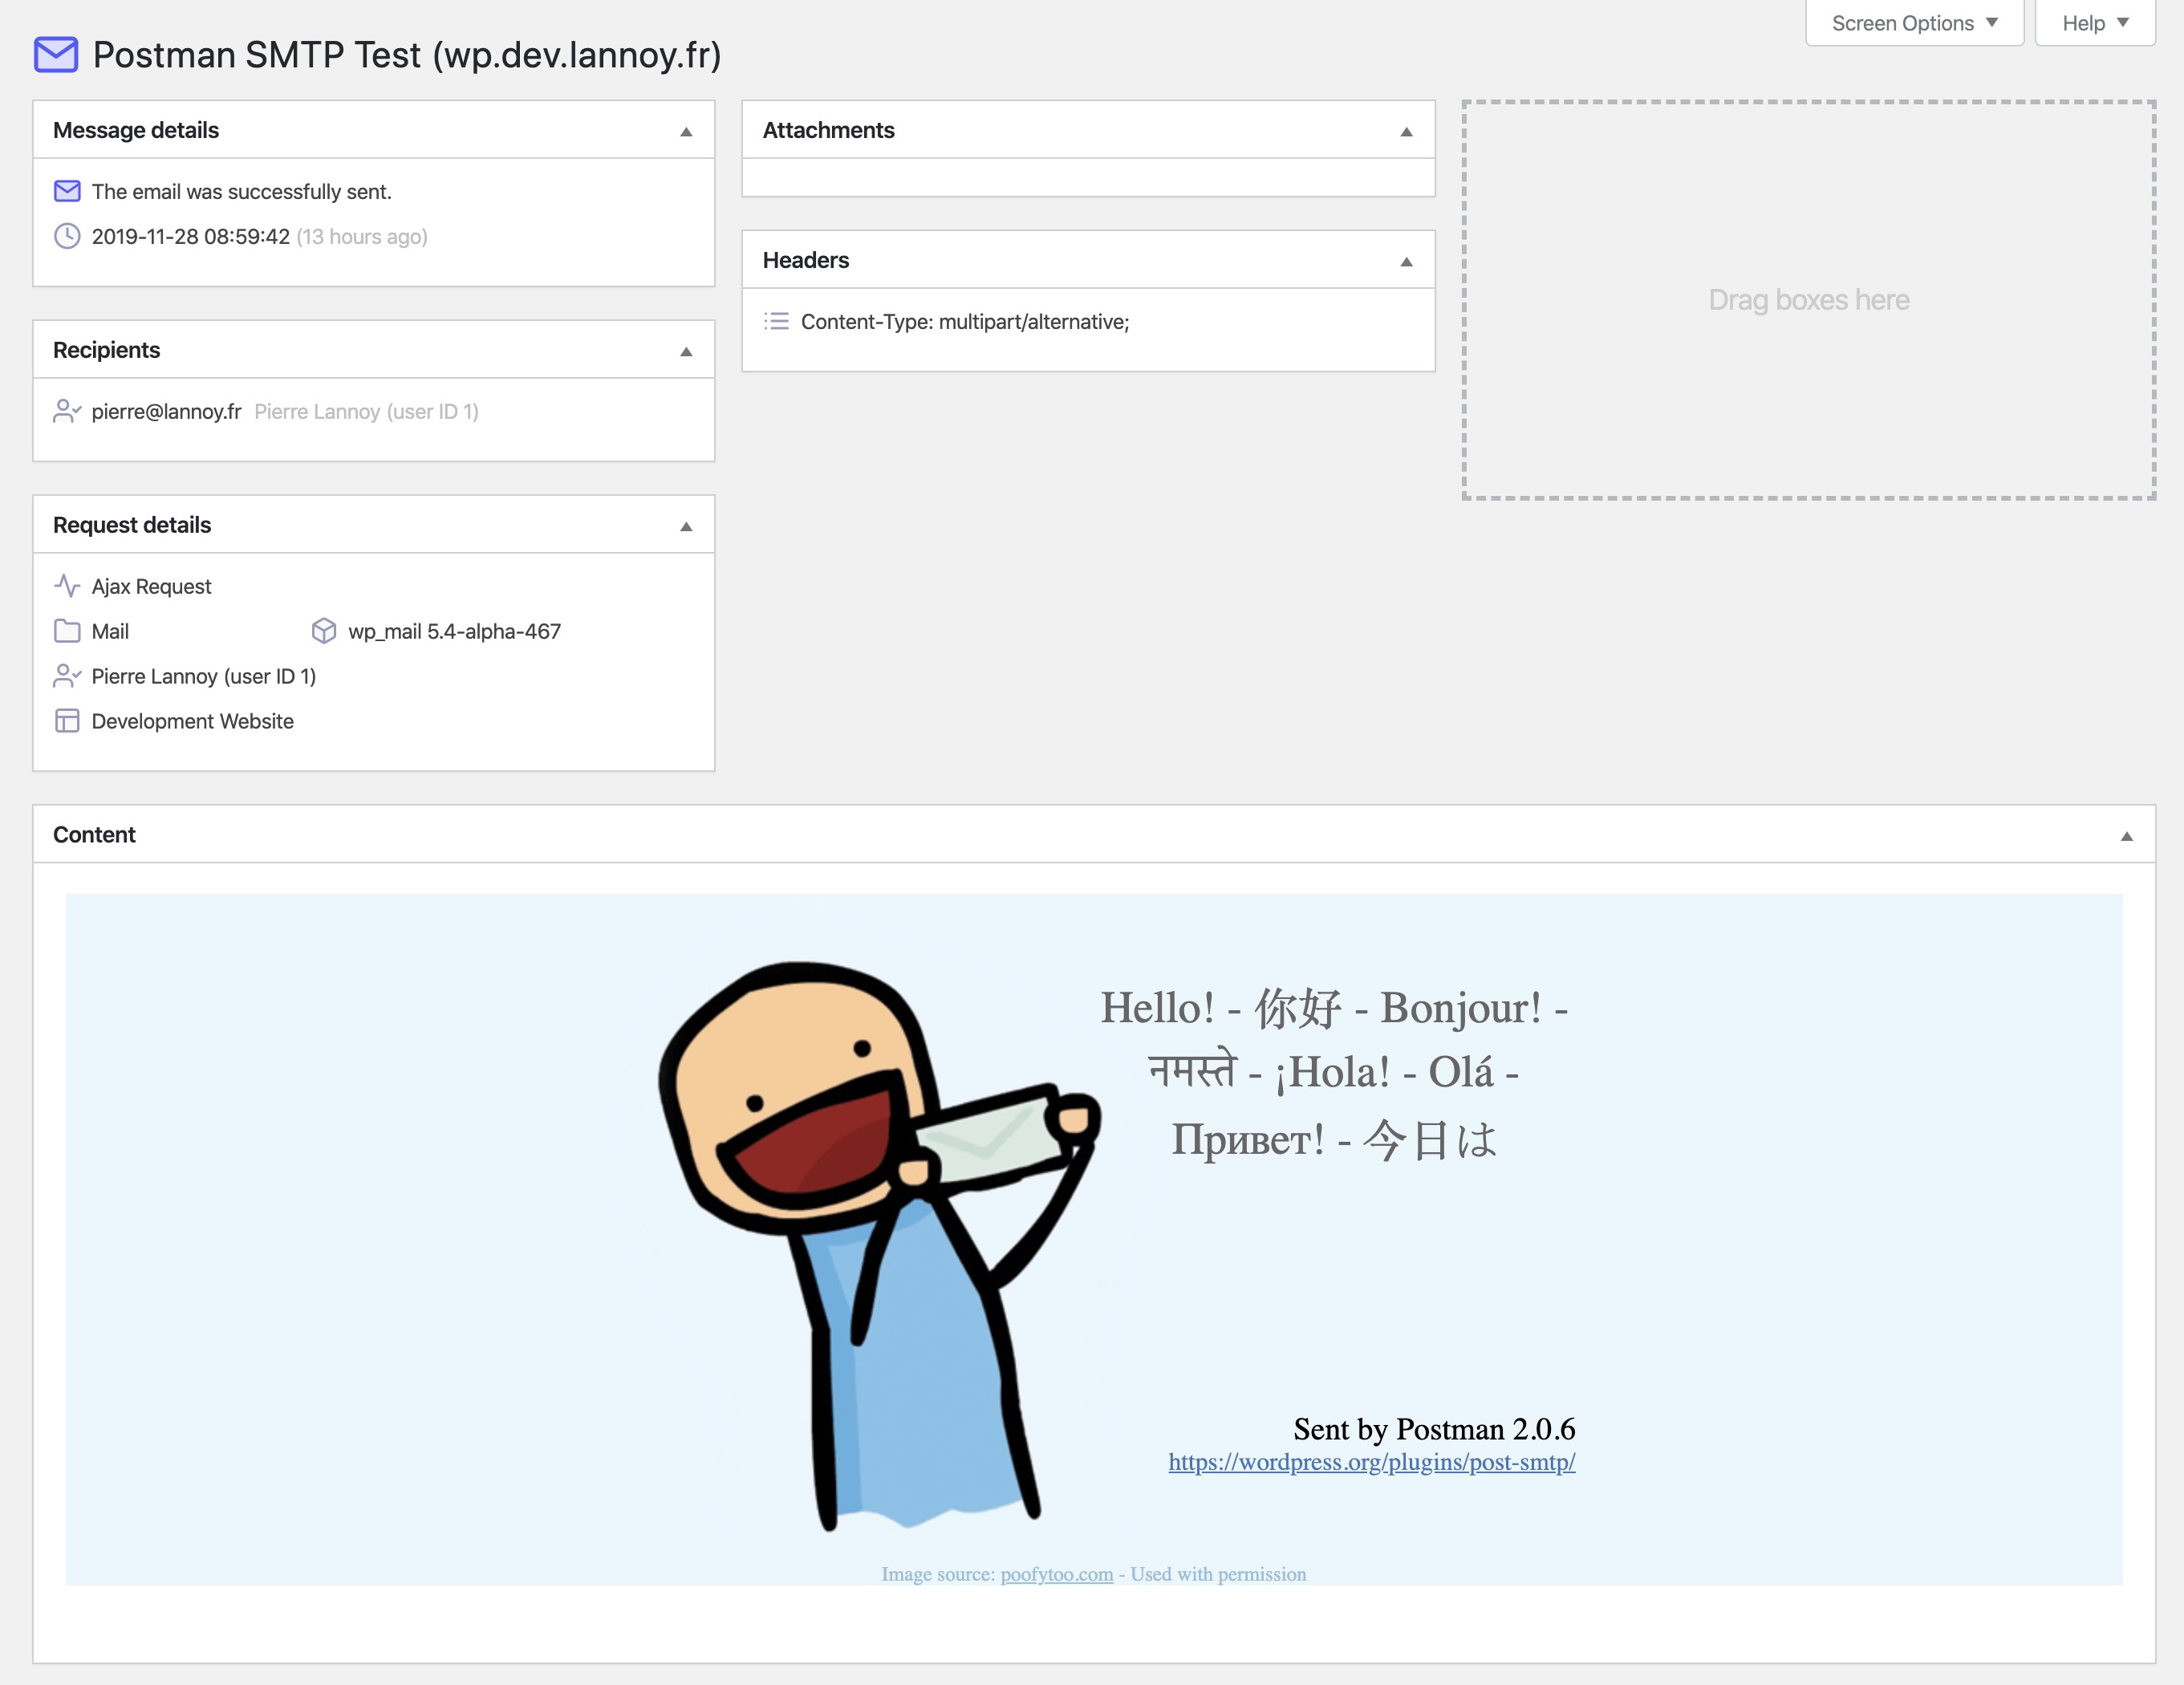 Screen Options
Help
Postman SMTP Test (wp.dev.lannoy.fr)
Message details
The email was successfully sent.
2019-11-28 08:59:42 (13 hours ago)
Recipients
pierre@lannoy.fr Pierre Lannoy (user ID 1)
Request details
Ajax Request
Mail wp_mail 5.4-alpha-467
Pierre Lannoy (user ID 1)
Development Website
Attachments
Headers
Content-Type: multipart/alternative;
Drag boxes here
Content
Hello! - 你好 - Bonjour! -
नमस्ते - ¡Hola! - Olá -
Привет! - 今日は
Sent by Postman 2.0.6
https://wordpress.org/plugins/post-smtp/
Image source: poofytoo.com - Used with permission